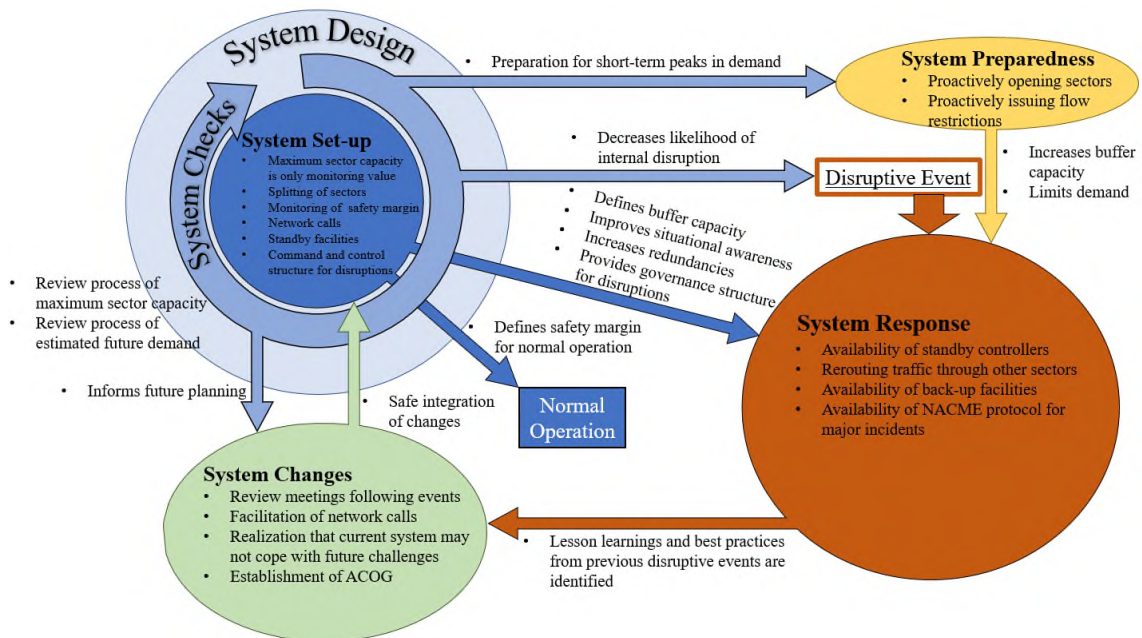 System Design
System Checks
System Set-up
• Maximum sector capacity
is only monitoring value
• Splitting of sectors
• Monitoring of safety margin
• Network calls
• Standby facilities
• Command and control
structure for disruptions
• Preparation for short-term peaks in demand
System Preparedness
• Proactively opening sectors
• Proactively issuing flow
restrictions
• Decreases likelihood of
internal disruption
Disruptive Event
• Increases buffer
capacity
• Limits demand
• Defines buffer capacity
• Improves situational awareness
• Increases redundancies
• Provides governance structure
for disruptions
• Review process of
maximum sector capacity
• Review process of
estimated future demand
• Defines safety margin
for normal operation
System Response
• Availability of standby controllers
• Rerouting traffic through other sectors
• Availability of back-up facilities
• Availability of NACME protocol for
major incidents
• Informs future planning
• Safe integration
of changes
Normal
Operation
System Changes
• Review meetings following events
• Facilitation of network calls
• Realization that current system may
not cope with future challenges
• Establishment of ACOG
• Lesson learnings and best practices
from previous disruptive events are
identified